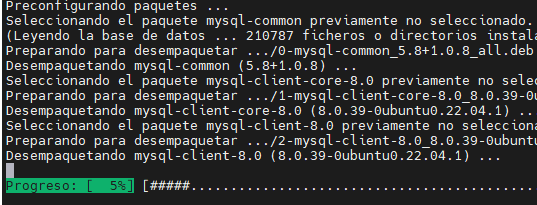 Preconfigurando paquetes ...
Seleccionando el paquete mysql-common previamente no seleccionado.
(Leyendo la base de datos ... 210787 ficheros o directorios instala
Preparando para desempaquetar .../0-mysql-common_5.8+1.0.8_all.deb
Desempaquetando mysql-common (5.8+1.0.8) ...
Seleccionando el paquete mysql-client-core-8.0 previamente no selec
Preparando para desempaquetar .../1-mysql-client-core-8.0_8.0.39-0u
Desempaquetando mysql-client-core-8.0 (8.0.39-0ubuntu0.22.04.1) ..
Seleccionando el paquete mysql-client-8.0 previamente no selecciona
Preparando para desempaquetar .../2-mysql-client-8.0_8.0.39-0ubuntu
Desempaquetando mysql-client-8.0 (8.0.39-0ubuntu0.22.04.1) ...
Progreso: [  5%] [#####.............................................